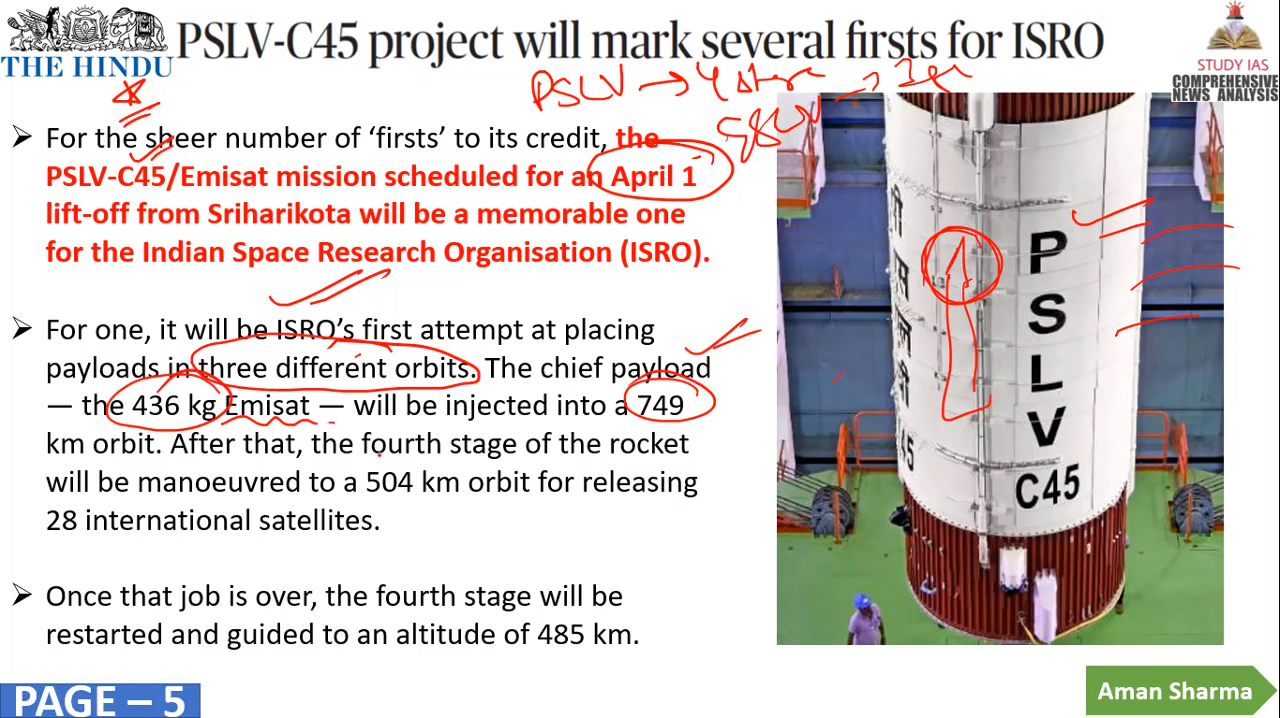 PSLV-C45 project will mark several firsts for ISRO
THE HINDU
STUDY IAS
COMPREHENSIVE
NEWS ANALYSIS
PSLV → 4
➢ For the sheer number of ‘firsts’ to its credit, the
PSLV-C45/Emisat mission scheduled for an April 1
lift-off from Sriharikota will be a memorable one
for the Indian Space Research Organisation (ISRO).
➢ For one, it will be ISRO’s first attempt at placing
payloads in three different orbits. The chief payload
— the 436 kg Emisat — will be injected into a 749
km orbit. After that, the fourth stage of the rocket
will be manoeuvred to a 504 km orbit for releasing
28 international satellites.
➢ Once that job is over, the fourth stage will be
restarted and guided to an altitude of 485 km.
P
S
L
V
C45
45
PAGE – 5
Aman Sharma